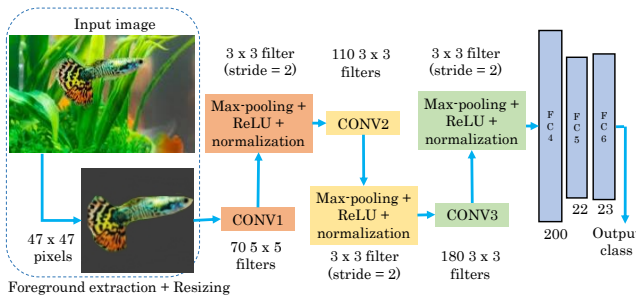 Input image
47 x 47
pixels
Foreground extraction + Resizing
CONV1
70 5 x 5
filters
3 x 3 filter
(stride = 2)
Max-pooling +
ReLU +
normalization
110 3 x 3
filters
CONV2
Max-pooling +
ReLU +
normalization
3 x 3 filter
(stride = 2)
CONV3
180 3 x 3
filters
3 x 3 filter
(stride = 2)
Max-pooling +
ReLU +
normalization
F
C
4
200
F
C
5
22
F
C
6
23
Output
class